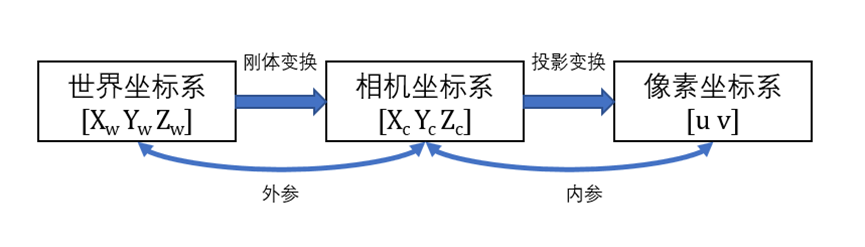 刚体变换
投影变换
世界坐标系
[Xw Yw Zw]
相机坐标系
[Xc Yc Zc]
像素坐标系
[u v]
外参
内参